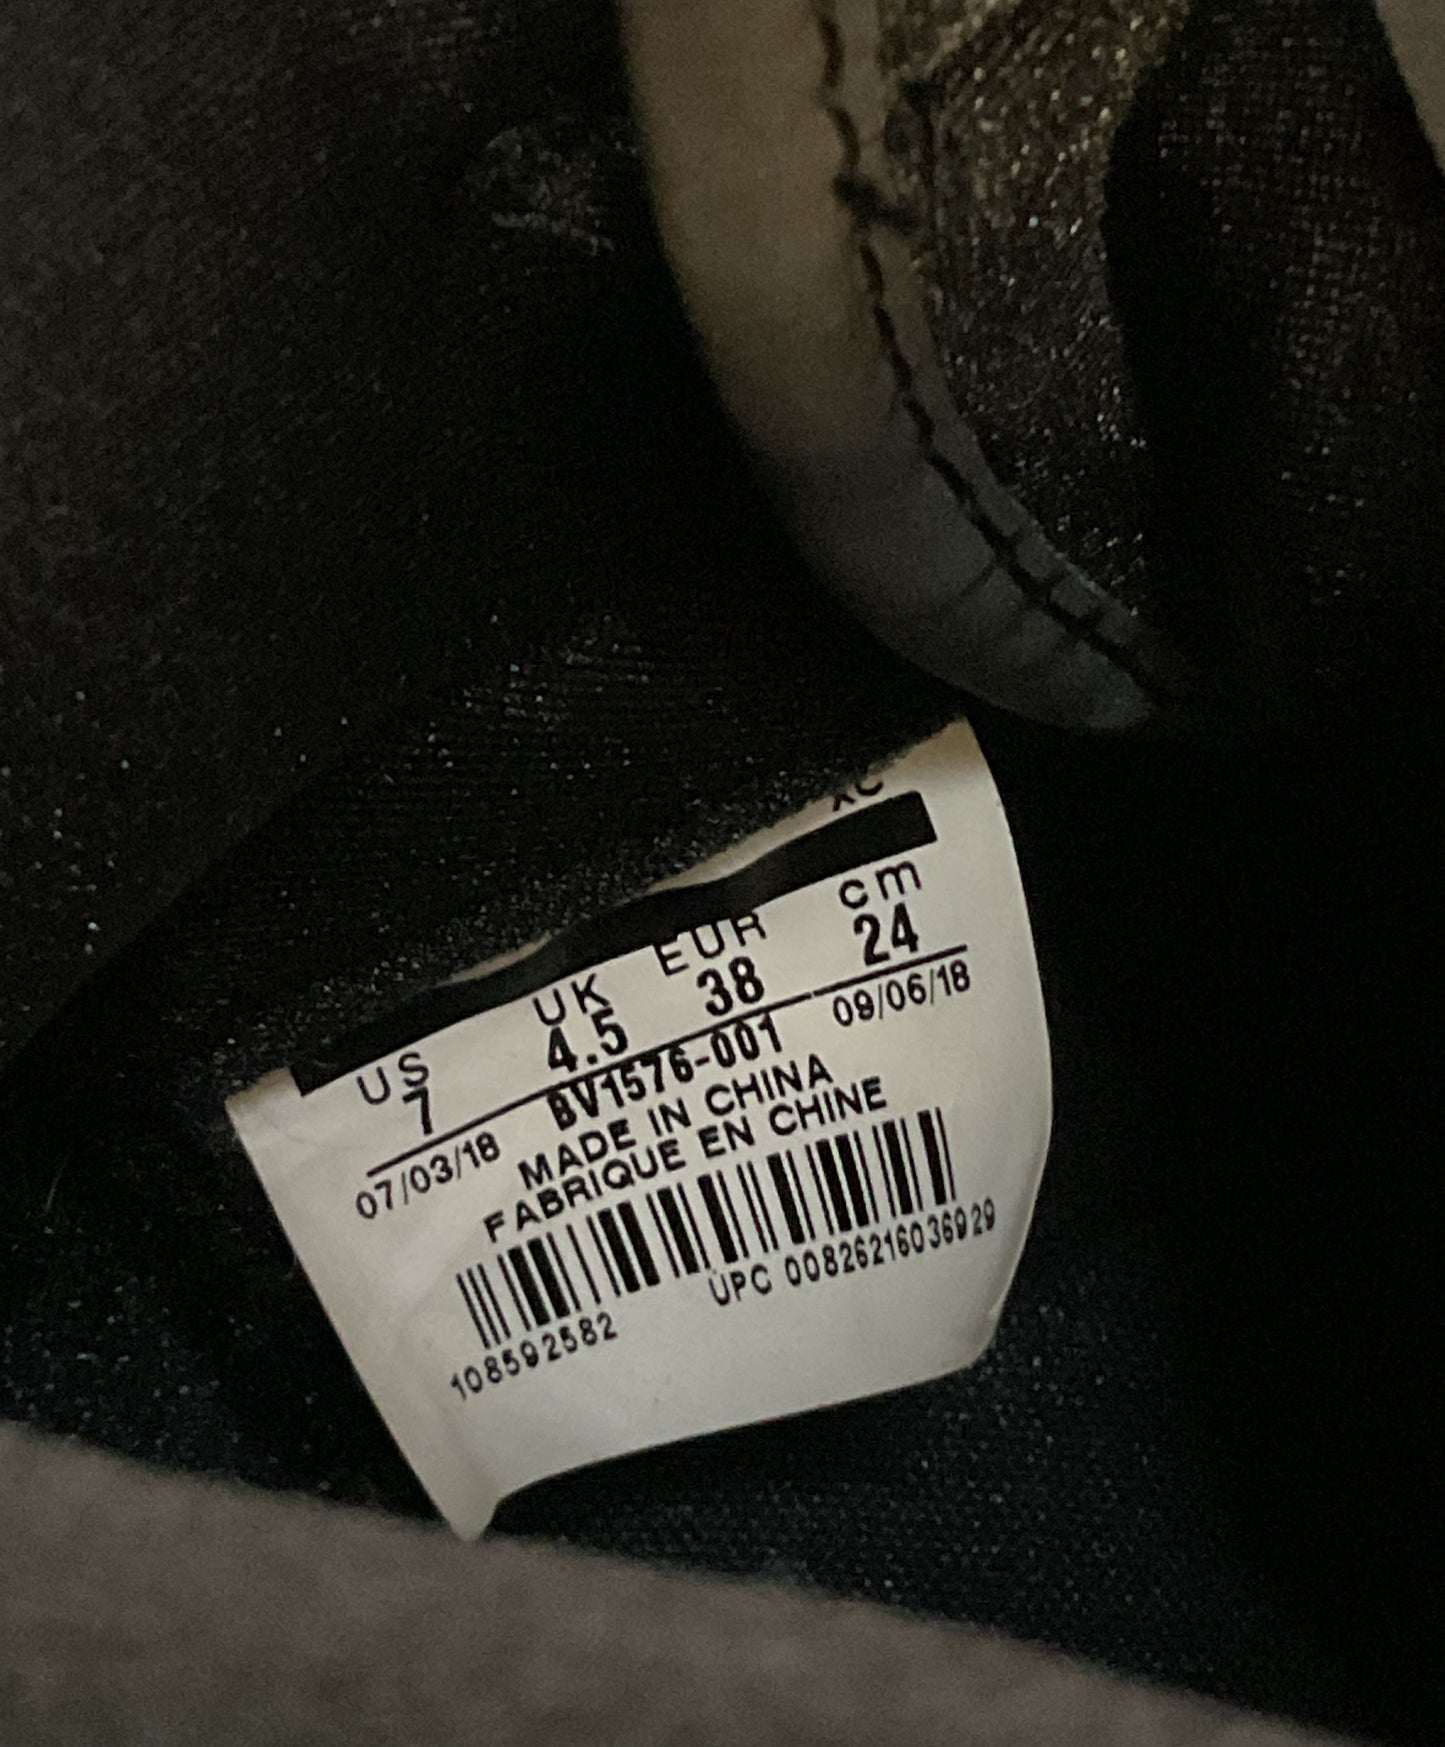 XC
US UK EUR cm
7 4.5 38 24
07/03/18 BV1576-001 09/06/18
MADE IN CHINA
FABRIQUE EN CHINE
UPC 00826216036929
108592582